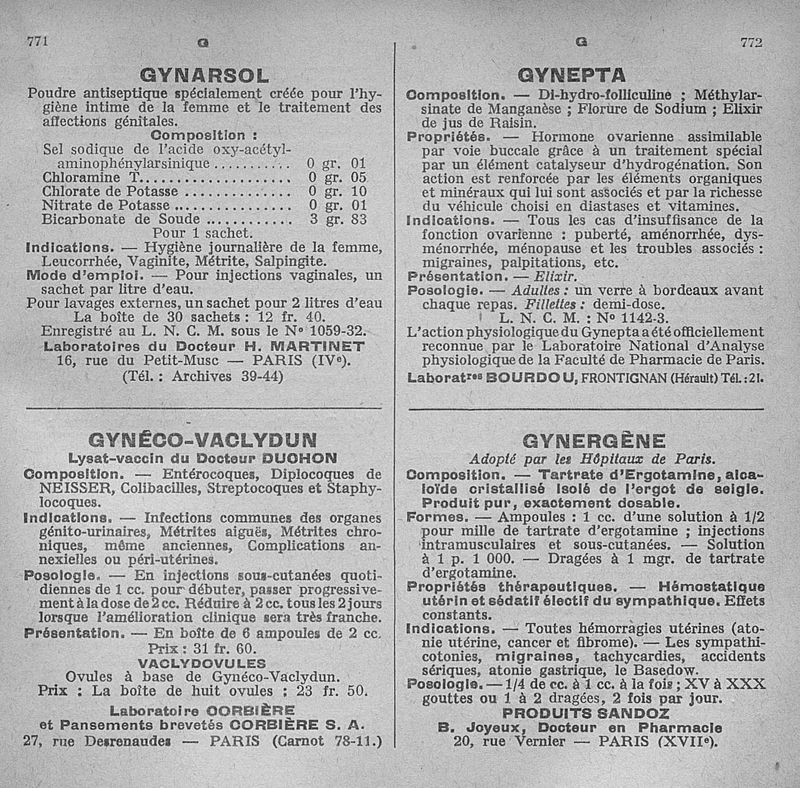 771
G
GYNARSOL
Poudre antiseptique spécialement créée pour l'hy-
giène intime de la femme et le traitement des
affections génitales.
Composition :
Sel sodique de l'acide oxy-acétyl-
aminophénylarsinique ........... 0 gr. 01
Chloramine T.................... 0 gr. 05
Chlorate de Potasse ............. 0 gr. 10
Nitrate de Potasse .............. 0 gr. 01
Bicarbonate de Soude ........... 3 gr. 83
Pour 1 sachet.
Indications. — Hygiène journalière de la femme,
Leucorrhée, Vaginite, Métrite, Salpingite.
Mode d'emploi. — Pour injections vaginales, un
sachet par litre d'eau.
Pour lavages externes, un sachet pour 2 litres d'eau
La boîte de 30 sachets : 12 fr. 40.
Enregistré au L. N. C. M. sous le N° 1059-32.
Laboratoires du Docteur H. MARTINET
16, rue du Petit-Musc — PARIS (IVe).
(Tél. : Archives 39-44)
GYNÉCO-VACLYDUN
Lysat-vaccin du Docteur DUCHON
Composition. — Entérocoques, Diplocoques de
NEISSER, Colibacilles, Streptocoques et Staphy-
locoques.
Indications. — Infections communes des organes
génito-urinaires, Métrites aiguës, Métrites chro-
niques, même anciennes, Complications an-
nexielles ou péri-utérines.
Posologie. — En injections sous-cutanées quoti-
diennes de 1 cc. pour débuter, passer progressive-
ment à la dose de 2 cc. Réduire à 2 cc. tous les 2 jours
lorsque l'amélioration clinique sera très franche.
Présentation. — En boîte de 6 ampoules de 2 cc.
Prix : 31 fr. 60.
VACLYDOVULES
Ovules à base de Gynéco-Vaclydun.
Prix : La boîte de huit ovules : 23 fr. 50.
Laboratoire CORBIÈRE
et Pansements brevetés CORBIÈRE S. A.
27, rue Desrenaudes — PARIS (Carnot 78-11.)
G
772
GYNEPTA
Composition. — Di-hydro-folliculine ; Méthylar-
sinate de Manganèse ; Florure de Sodium ; Elixir
de jus de Raisin.
Propriétés. — Hormone ovarienne assimilable
par voie buccale grâce à un traitement spécial
par un élément catalyseur d'hydrogénation. Son
action est renforcée par les éléments organiques
et minéraux qui lui sont associés et par la richesse
du véhicule choisi en diastases et vitamines.
Indications. — Tous les cas d'insuffisance de la
fonction ovarienne : puberté, aménorrhée, dys-
ménorrhée, ménopause et les troubles associés :
migraines, palpitations, etc.
Présentation. — Elixir.
Posologie. — Adultes : un verre à bordeaux avant
chaque repas. Fillettes : demi-dose.
L. N. C. M. : N° 1142-3.
L'action physiologique du Gynepta a été officiellement
reconnue par le Laboratoire National d'Analyse
physiologique de la Faculté de Pharmacie de Paris.
Laboratres BOURDOU, FRONTIGNAN (Hérault) Tél. : 21.
GYNERGÈNE
Adopté par les Hôpitaux de Paris.
Composition. — Tartrate d'Ergotamine, alca-
loïde cristallisé isolé de l'ergot de seigle.
Produit pur, exactement dosable.
Formes. — Ampoules : 1 cc. d'une solution à 1/2
pour mille de tartrate d'ergotamine ; injections
intramusculaires et sous-cutanées. — Solution
à 1 p. 1 000. — Dragées à 1 mgr. de tartrate
d'ergotamine.
Propriétés thérapeutiques. — Hémostatique
utérin et sédatif électif du sympathique. Effets
constants.
Indications. — Toutes hémorragies utérines (ato-
nie utérine, cancer et fibrome). — Les sympathi-
cotonies, migraines, tachycardies, accidents
sériques, atonie gastrique, le Basedow.
Posologie. — 1/4 de cc. à 1 cc. à la fois ; XV à XXX
gouttes ou 1 à 2 dragées, 2 fois par jour.
PRODUITS SANDOZ
B. Joyeux, Docteur en Pharmacie
20, rue Vernier — PARIS (XVIIe).